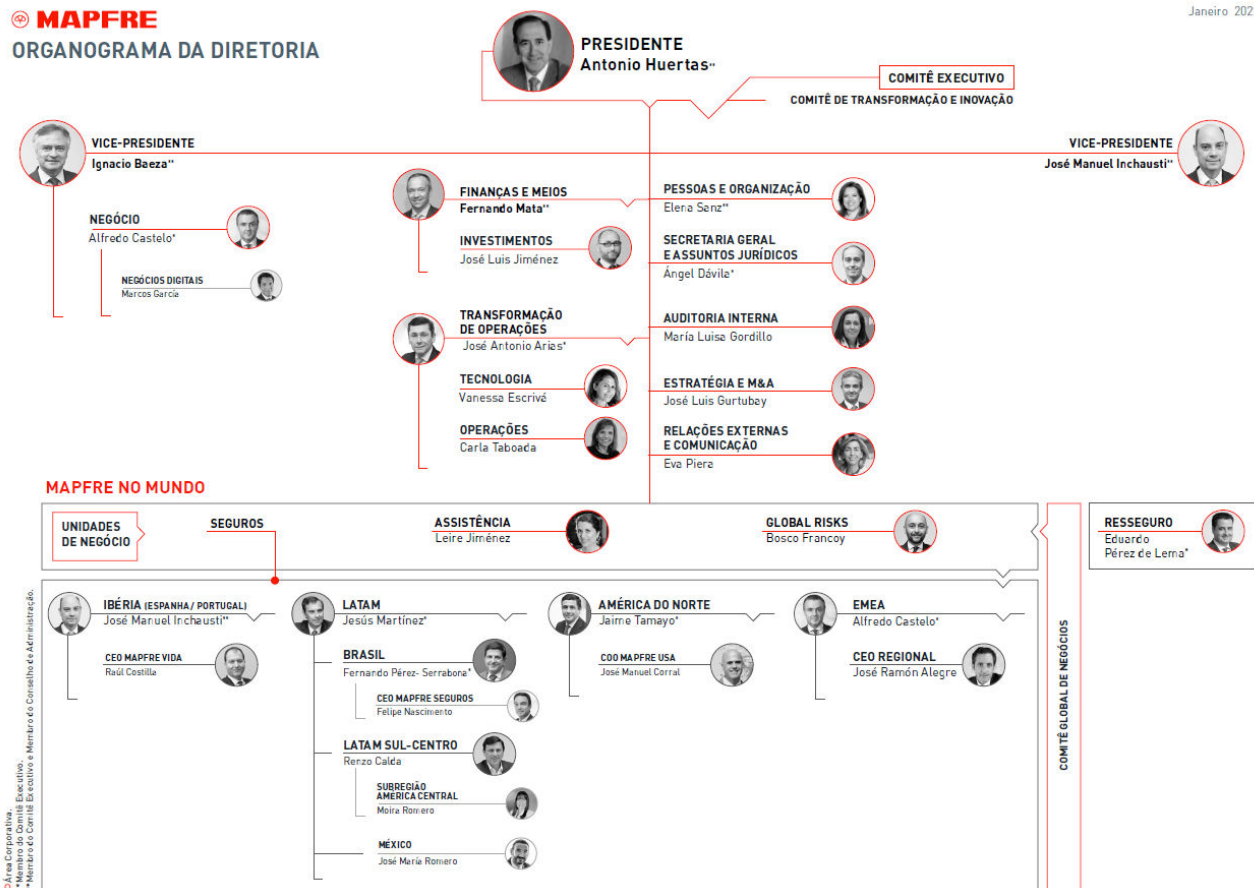 MAPFRE
Janeiro 202
ORGANOGRAMA DA DIRETORIA
PRESIDENTE
Antonio Huertas**
COMITÊ EXECUTIVO
COMITÊ DE TRANSFORMAÇÃO E INOVAÇÃO
VICE-PRESIDENTE
Ignacio Baeza**
VICE-PRESIDENTE
José Manuel Inchausti**
NEGÓCIO
Alfredo Castelo*
NEGÓCIOS DIGITAIS
Marcos García
FINANÇAS E MEIOS
Fernando Mata**
INVESTIMENTOS
José Luis Jiménez
TRANSFORMAÇÃO
DE OPERAÇÕES
José Antonio Arias*
TECNOLOGIA
Vanessa Escrivá
OPERAÇÕES
Carla Taboada
PESSOAS E ORGANIZAÇÃO
Elena Sanz**
SECRETARIA GERAL
E ASSUNTOS JURÍDICOS
Ángel Dávila*
AUDITORIA INTERNA
María Luisa Gordillo
ESTRATÉGIA E M&A
José Luis Gurtubay
RELAÇÕES EXTERNAS
E COMUNICAÇÃO
Eva Piera
MAPFRE NO MUNDO
UNIDADES
DE NEGÓCIO
SEGUROS
ASSISTÊNCIA
Leire Jiménez
GLOBAL RISKS
Bosco Francoy
RESSEGURO
Eduardo
Pérez de Lema*
IBÉRIA (ESPANHA/ PORTUGAL)
José Manuel Inchausti**
CEO MAPFRE VIDA
Raúl Costilla
LATAM
Jesús Martínez*
BRASIL
Fernando Pérez- Serrabona*
CEO MAPFRE SEGUROS
Felipe Nascimento
LATAM SUL-CENTRO
Renzo Calda
SUBREGIÃO
AMÉRICA CENTRAL
Moira Romero
MÉXICO
José María Romero
AMÉRICA DO NORTE
Jaime Tamayo*
COO MAPFRE USA
José Manuel Corral
EMEA
Alfredo Castelo*
CEO REGIONAL
José Ramón Alegre
COMITÊ GLOBAL DE NEGÓCIOS
Área Corporativa.
*Membro do Comitê Executivo.
**Membro do Comitê Executivo e Membro do Conselho de Administração.